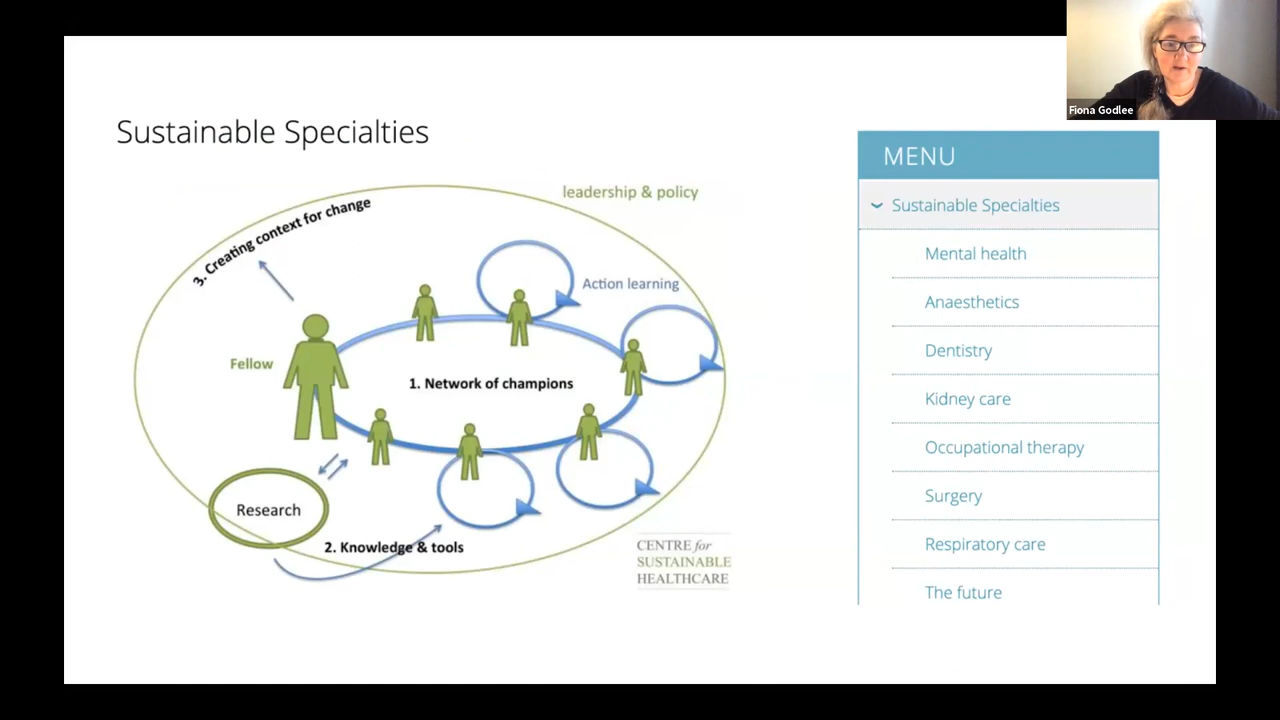 Fiona Godlee
Sustainable Specialties
leadership & policy
3. Creating context for change
Action learning
Fellow
1. Network of champions
Research
2. Knowledge & tools
CENTRE for
SUSTAINABLE
HEALTHCARE
MENU
Sustainable Specialties
Mental health
Anaesthetics
Dentistry
Kidney care
Occupational therapy
Surgery
Respiratory care
The future